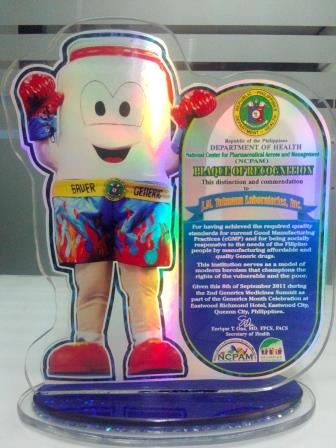 GAVER GENERIC
Republic of the Philippines
DEPARTMENT OF HEALTH
National Center for Pharmaceutical Access and Management
(NCPAM)
PLAQUE OF RECOGNITION
This distinction and commendation
to
Laboratories, Inc.
For having achieved the required quality
standards for current Good Manufacturing
Practices (cGMP) and for being socially
responsive to the needs of the Filipino
people by manufacturing affordable and
quality Generic drugs.
This institution serves as a model of
modern heroism that champions the
rights of the vulnerable and the poor.
Given this 8th of September 2011 during
the 2nd Generics Medicines Summit as
part of the Generics Month Celebration at
Eastwood Richmond Hotel, Eastwood City,
Quezon City, Philippines.
Enrique T. Ona, MD, FPCS, FACS
Secretary of Health
NCPAM